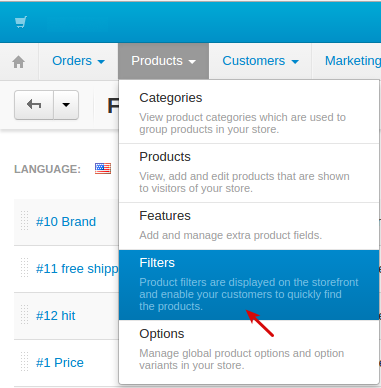 Orders Products Customers Marketing
F
Categories
View product categories which are used to
group products in your store.
Products
View, add and edit products that are shown
to visitors of your store.
LANGUAGE:
Features
Add and manage extra product fields.
#10 Brand
Filters
Product filters are displayed on the storefront
and enable your customers to quickly find
the products.
#11 free shipp
#12 hit
Options
Manage global product options and option
variants in your store.
#1 Price